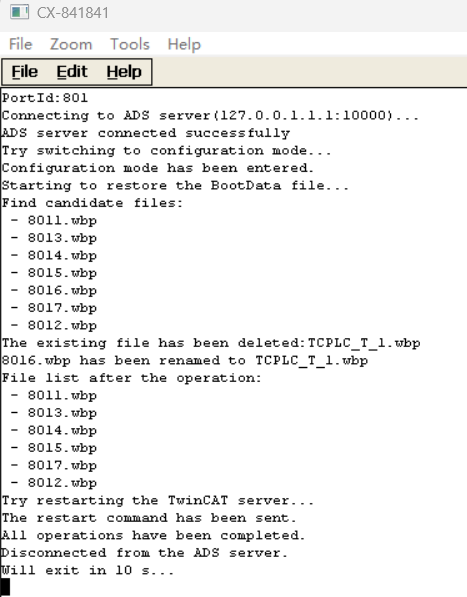 CX-841841
File Zoom Tools Help
File Edit Help
PortId:801
Connecting to ADS server(127.0.0.1.1.1:10000)...
ADS server connected successfully
Try switching to configuration mode...
Configuration mode has been entered.
Starting to restore the BootData file...
Find candidate files:
- 8011.wbp
- 8013.wbp
- 8014.wbp
- 8015.wbp
- 8016.wbp
- 8017.wbp
- 8012.wbp
The existing file has been deleted:TCPLC_T_1.wbp
8016.wbp has been renamed to TCPLC_T_1.wbp
File list after the operation:
- 8011.wbp
- 8013.wbp
- 8014.wbp
- 8015.wbp
- 8017.wbp
- 8012.wbp
Try restarting the TwinCAT server...
The restart command has been sent.
All operations have been completed.
Disconnected from the ADS server.
Will exit in 10 s...